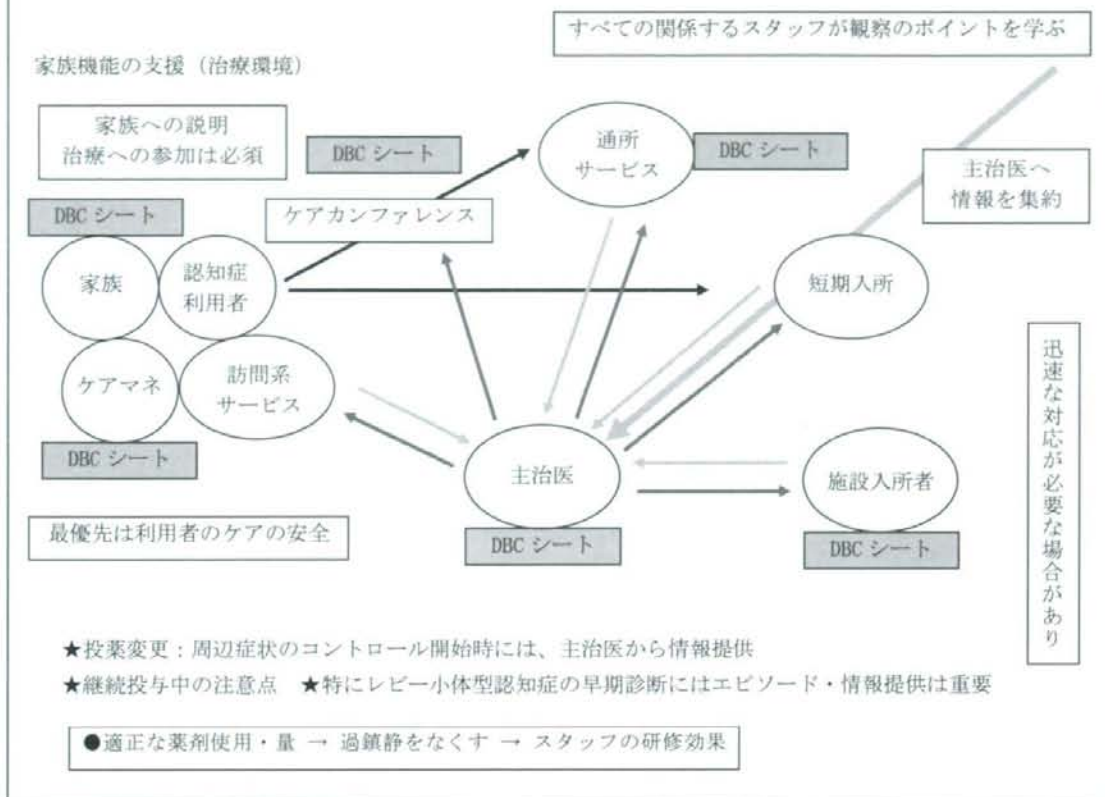 すべての関係するスタッフが観察のポイントを学ぶ
家族機能の支援（治療環境）
家族への説明
治療への参加は必須
DBC シート
通所
サービス
DBC シート
主治医へ
情報を集約
DBC シート
ケアカンファレンス
家族
認知症
利用者
短期入所
ケアマネ
訪問系
サービス
迅速な対応が必要な場合があり
DBC シート
主治医
施設入所者
最優先は利用者のケアの安全
DBC シート
DBC シート
★投薬変更：周辺症状のコントロール開始時には、主治医から情報提供
★継続投与中の注意点　★特にレビー小体型認知症の早期診断にはエピソード・情報提供は重要
●適正な薬剤使用・量 → 過鎮静をなくす → スタッフの研修効果